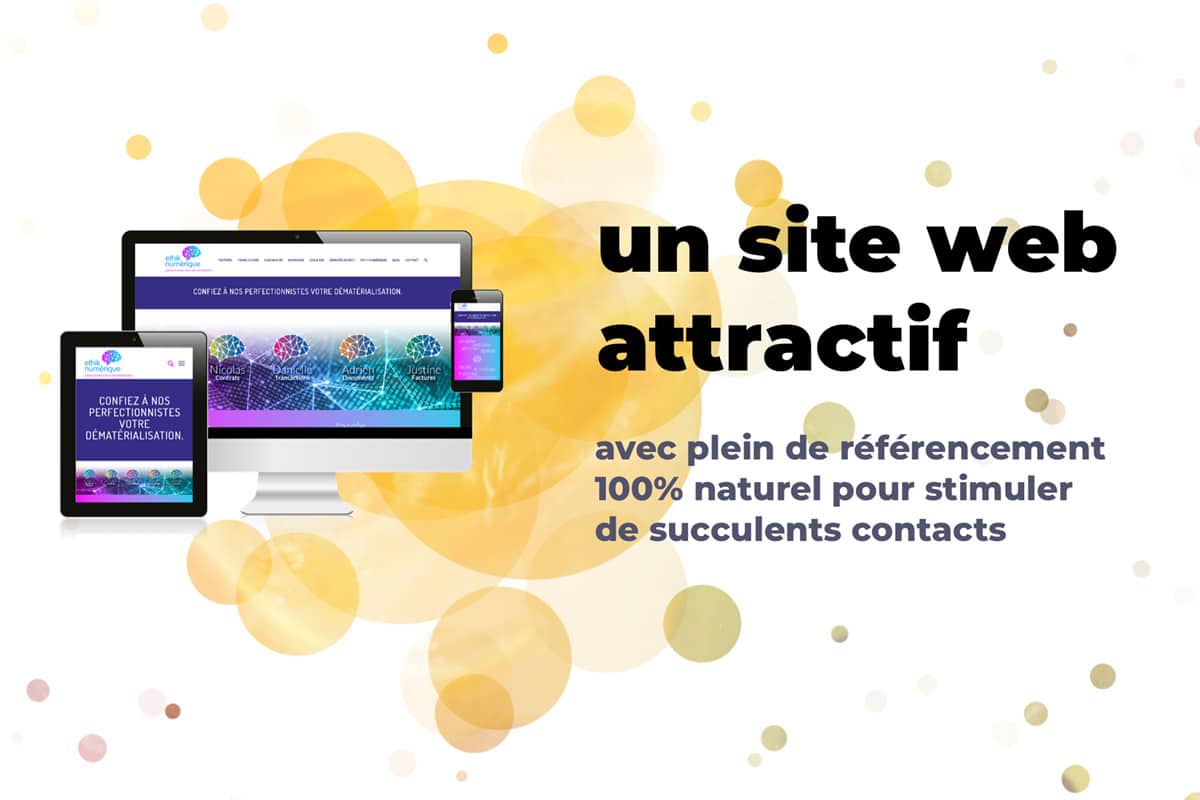 un site web
attractif
avec plein de référencement
100% naturel pour stimuler
de succulents contacts
ethik
numérique
CONFIEZ À NOS PERFECTIONNISTES VOTRE DÉMATÉRIALISATION.
Nicolas
Contrats
Danielle
Transactions
Adrien
Documents
Justine
Factures
ethik
numérique
CONFIEZ À NOS
PERFECTIONNISTES
VOTRE
DÉMATÉRIALISATION.